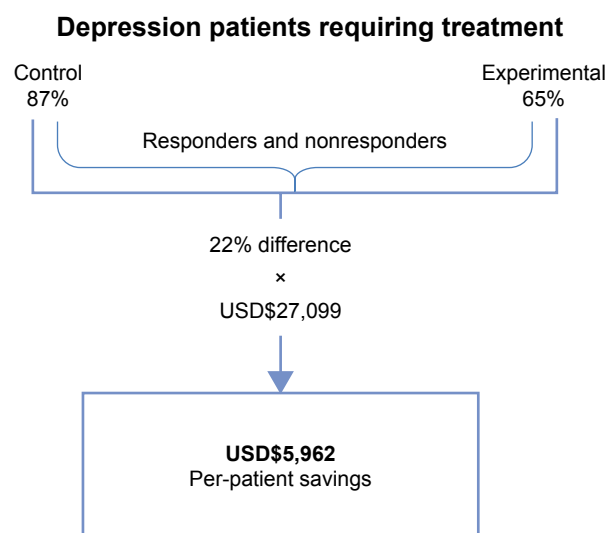 Depression patients requiring treatment
Control
87%
Experimental
65%
Responders and nonresponders
22% difference
×
USD$27,099
USD$5,962
Per-patient savings